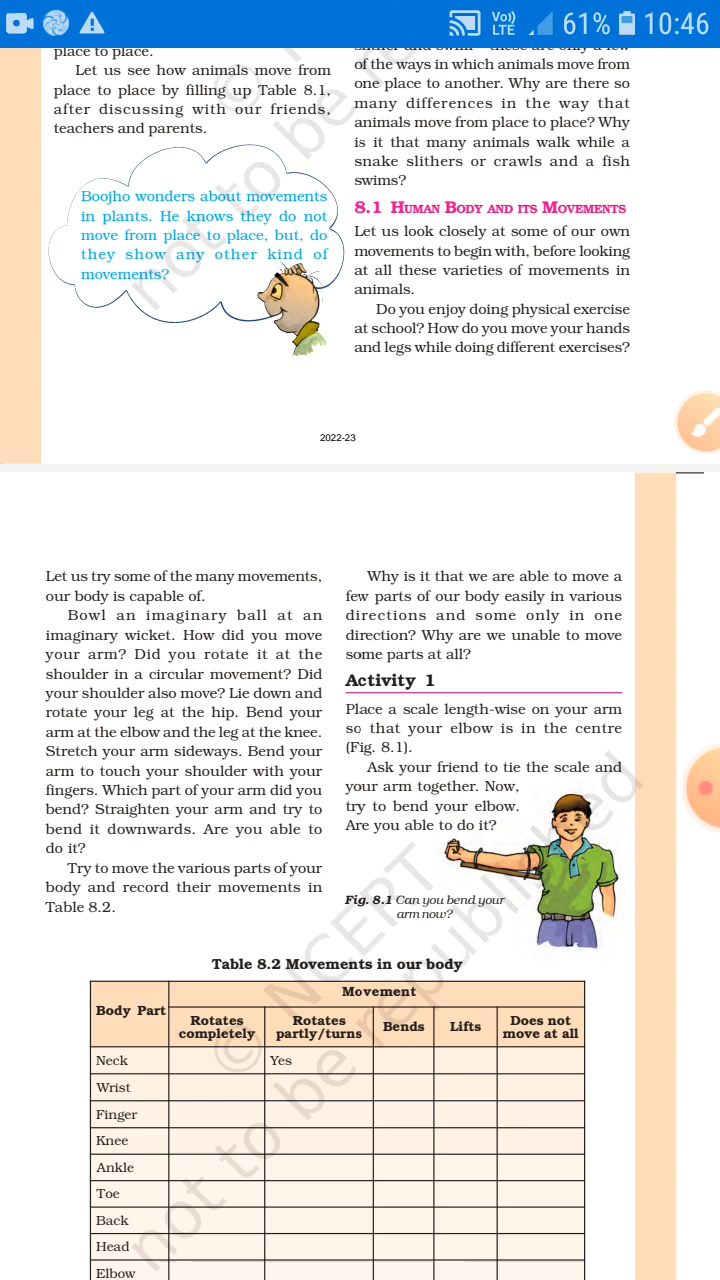 Vo))
LTE
61%
10:46
place to place.
Let us see how animals move from
place to place by filling up Table 8.1,
after discussing with our friends,
teachers and parents.
Boojho wonders about movements
in plants. He knows they do not
move from place to place, but, do
they show any other kind of
movements?
slither and swim – these are only a few
of the ways in which animals move from
one place to another. Why are there so
many differences in the way that
animals move from place to place? Why
is it that many animals walk while a
snake slithers or crawls and a fish
swims?
8.1 HUMAN BODY AND ITS MOVEMENTS
Let us look closely at some of our own
movements to begin with, before looking
at all these varieties of movements in
animals.
Do you enjoy doing physical exercise
at school? How do you move your hands
and legs while doing different exercises?
not to be re
2022-23
Let us try some of the many movements,
our body is capable of.
Bowl an imaginary ball at an
imaginary wicket. How did you move
your arm? Did you rotate it at the
shoulder in a circular movement? Did
your shoulder also move? Lie down and
rotate your leg at the hip. Bend your
arm at the elbow and the leg at the knee.
Stretch your arm sideways. Bend your
arm to touch your shoulder with your
fingers. Which part of your arm did you
bend? Straighten your arm and try to
bend it downwards. Are you able to
do it?
Try to move the various parts of your
body and record their movements in
Table 8.2.
Why is it that we are able to move a
few parts of our body easily in various
directions and some only in one
direction? Why are we unable to move
some parts at all?
Activity 1
Place a scale length-wise on your arm
so that your elbow is in the centre
(Fig. 8.1).
Ask your friend to tie the scale and
your arm together. Now,
try to bend your elbow.
Are you able to do it?
Fig. 8.1 Can you bend your
arm now?
Table 8.2 Movements in our body
Body Part
Movement
Rotates completely
Rotates partly/turns
Bends
Lifts
Does not move at all
Neck Yes
Wrist
Finger
Knee
Ankle
Toe
Back
Head
Elbow
© NCERT
not to be republished